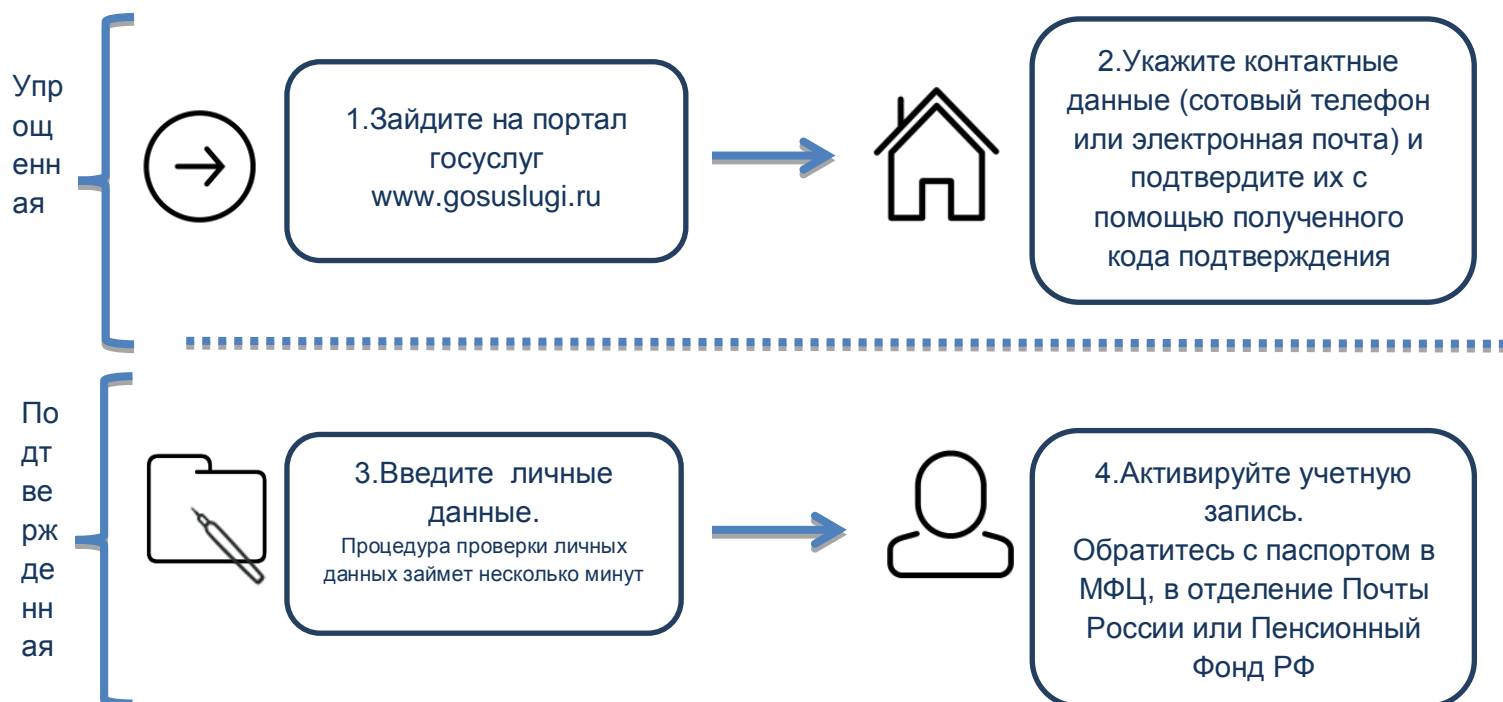 Упр
ощ
енн
ая
1.Зайдите на портал
госуслуг
www.gosuslugi.ru
2.Укажите контактные
данные (сотовый телефон
или электронная почта) и
подтвердите их с
помощью полученного
кода подтверждения
По
дт
ве
рж
де
нн
ая
3.Введите личные
данные.
Процедура проверки личных
данных займет несколько минут
4.Активируйте учетную
запись.
Обратитесь с паспортом в
МФЦ, в отделение Почты
России или Пенсионный
Фонд РФ